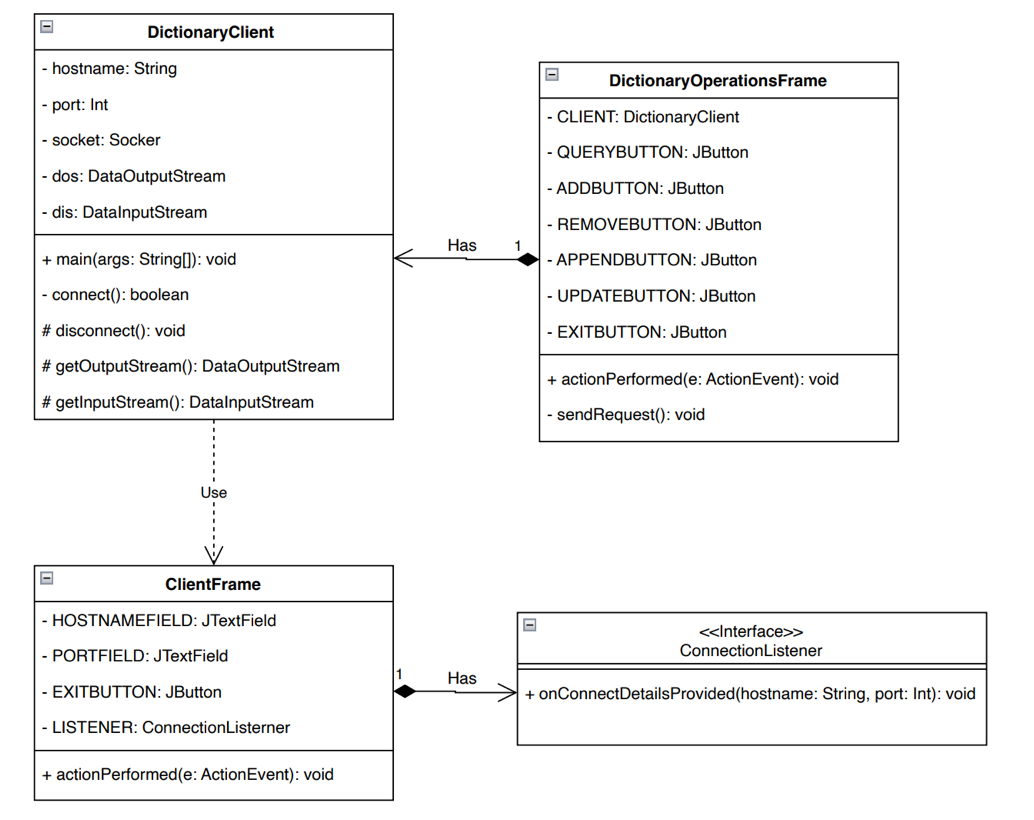 DictionaryClient
- hostname: String
- port: Int
- socket: Socker
- dos: DataOutputStream
- dis: DataInputStream
+ main(args: String[]): void
- connect(): boolean
# disconnect(): void
# getOutputStream(): DataOutputStream
# getInputStream(): DataInputStream
Has
1
DictionaryOperationsFrame
- CLIENT: DictionaryClient
- QUERYBUTTON: JButton
- ADDBUTTON: JButton
- REMOVEBUTTON: JButton
- APPENDBUTTON: JButton
- UPDATEBUTTON: JButton
- EXITBUTTON: JButton
+ actionPerformed(e: ActionEvent): void
- sendRequest(): void
Use
ClientFrame
- HOSTNAMEFIELD: JTextField
- PORTFIELD: JTextField
- EXITBUTTON: JButton
- LISTENER: ConnectionListerner
+ actionPerformed(e: ActionEvent): void
1
Has
<<Interface>>
ConnectionListener
+ onConnectDetailsProvided(hostname: String, port: Int): void